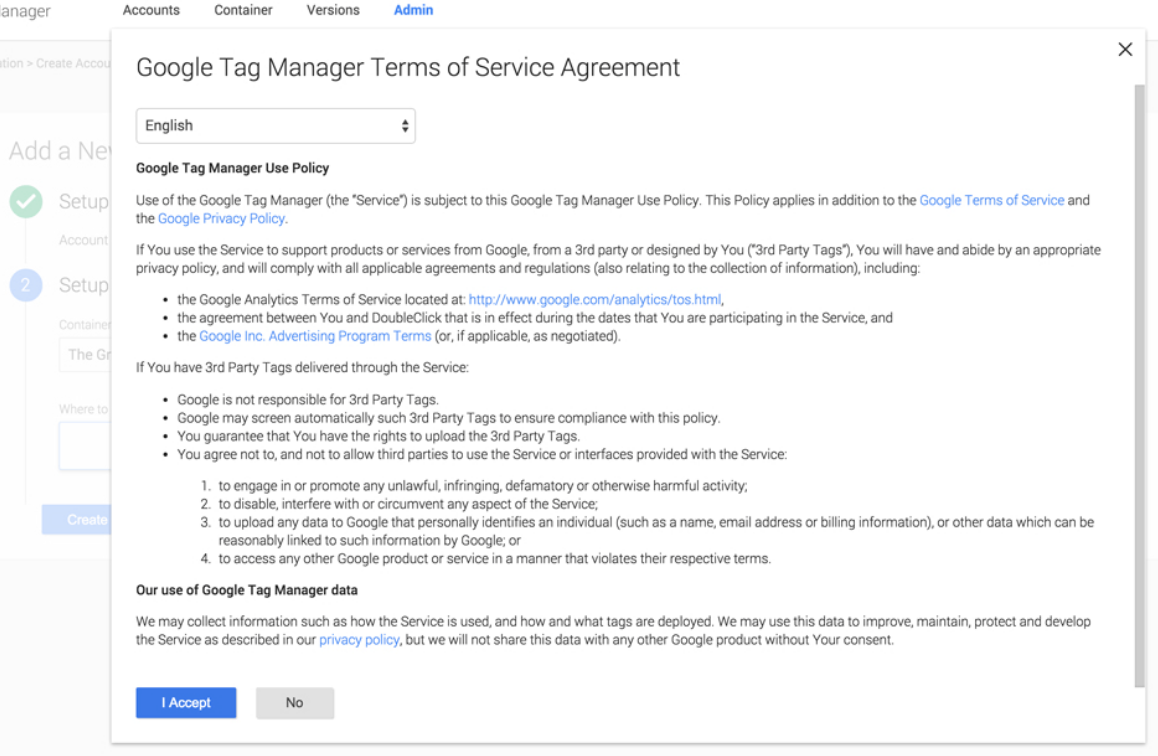 Manager
Accounts Container Versions Admin
Create Accou
Google Tag Manager Terms of Service Agreement
English
Add a Ne
Google Tag Manager Use Policy
Setup
Use of the Google Tag Manager (the "Service") is subject to this Google Tag Manager Use Policy. This Policy applies in addition to the Google Terms of Service and
the Google Privacy Policy.
Account
If You use the Service to support products or services from Google, from a 3rd party or designed by You ("3rd Party Tags"), You will have and abide by an appropriate
privacy policy, and will comply with all applicable agreements and regulations (also relating to the collection of information), including:
2 Setup
• the Google Analytics Terms of Service located at: http://www.google.com/analytics/tos.html,
• the agreement between You and DoubleClick that is in effect during the dates that You are participating in the Service, and
Container
• the Google Inc. Advertising Program Terms (or, if applicable, as negotiated).
The Gr
If You have 3rd Party Tags delivered through the Service:
• Google is not responsible for 3rd Party Tags.
Where to
• Google may screen automatically such 3rd Party Tags to ensure compliance with this policy.
• You guarantee that You have the rights to upload the 3rd Party Tags.
• You agree not to, and not to allow third parties to use the Service or interfaces provided with the Service:
1. to engage in or promote any unlawful, infringing, defamatory or otherwise harmful activity;
2. to disable, interfere with or circumvent any aspect of the Service;
Create
3. to upload any data to Google that personally identifies an individual (such as a name, email address or billing information), or other data which can be
reasonably linked to such information by Google; or
4. to access any other Google product or service in a manner that violates their respective terms.
Our use of Google Tag Manager data
We may collect information such as how the Service is used, and how and what tags are deployed. We may use this data to improve, maintain, protect and develop
the Service as described in our privacy policy, but we will not share this data with any other Google product without Your consent.
I Accept No